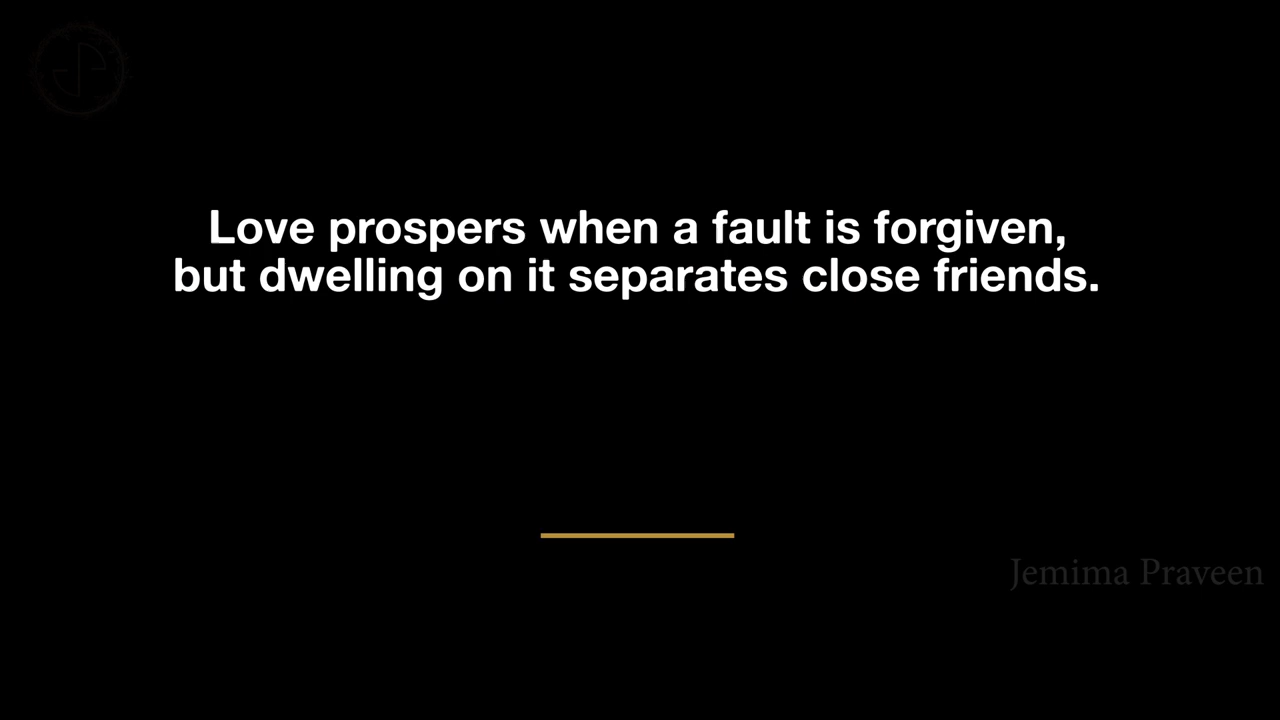 Love prospers when a fault is forgiven,
but dwelling on it separates close friends.
Jemima Praveen